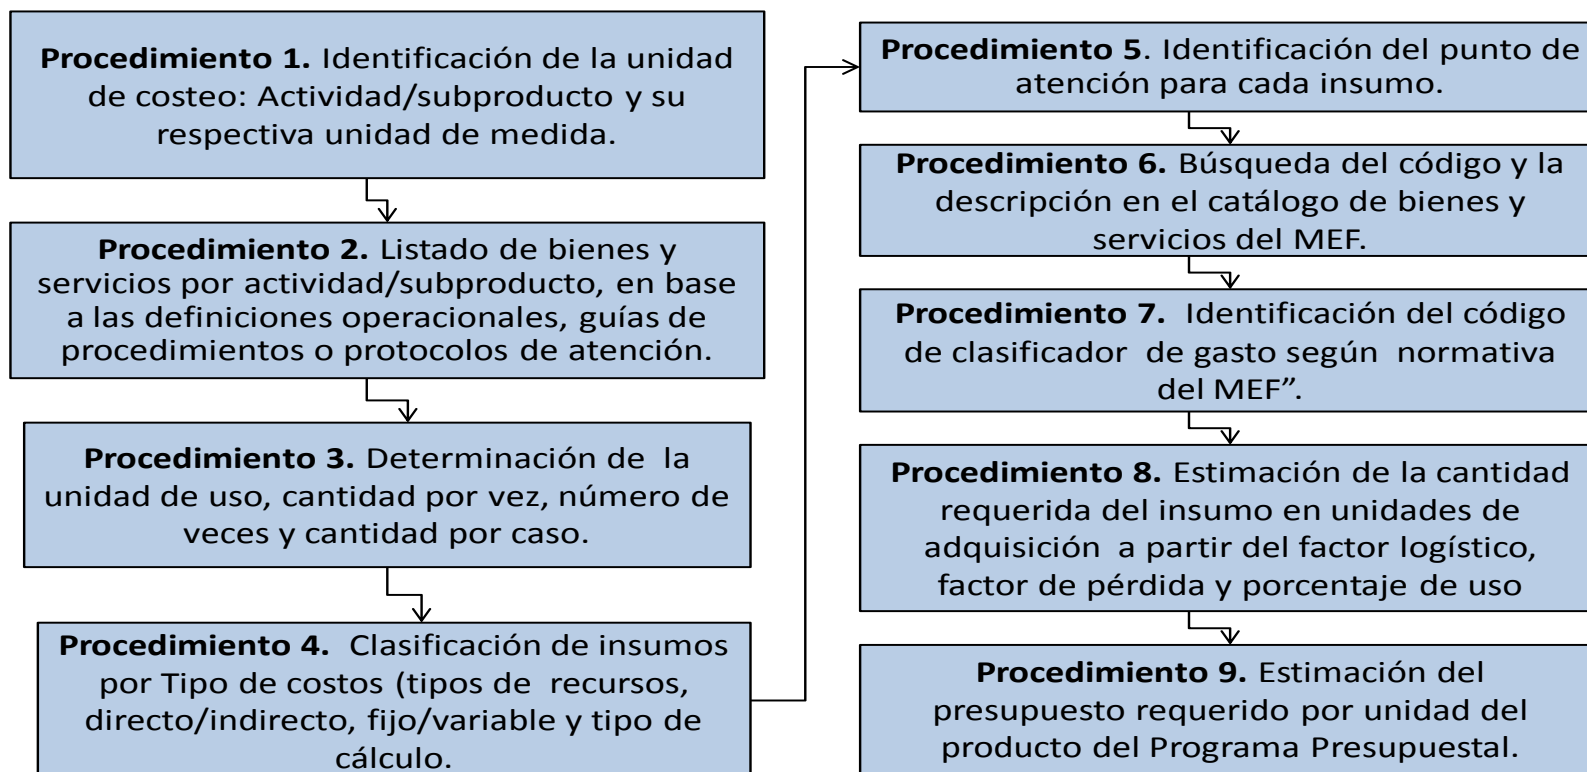 Procedimiento 1. Identificación de la unidad
de costeo: Actividad/subproducto y su
respectiva unidad de medida.
Procedimiento 2. Listado de bienes y
servicios por actividad/subproducto, en base
a las definiciones operacionales, guías de
procedimientos o protocolos de atención.
Procedimiento 3. Determinación de la
unidad de uso, cantidad por vez, número de
veces y cantidad por caso.
Procedimiento 4. Clasificación de insumos
por Tipo de costos (tipos de recursos,
directo/indirecto, fijo/variable y tipo de
cálculo.
Procedimiento 5. Identificación del punto de
atención para cada insumo.
Procedimiento 6. Búsqueda del código y la
descripción en el catálogo de bienes y
servicios del MEF.
Procedimiento 7. Identificación del código
de clasificador de gasto según normativa
del MEF”.
Procedimiento 8. Estimación de la cantidad
requerida del insumo en unidades de
adquisición a partir del factor logístico,
factor de pérdida y porcentaje de uso
Procedimiento 9. Estimación del
presupuesto requerido por unidad del
producto del Programa Presupuestal.